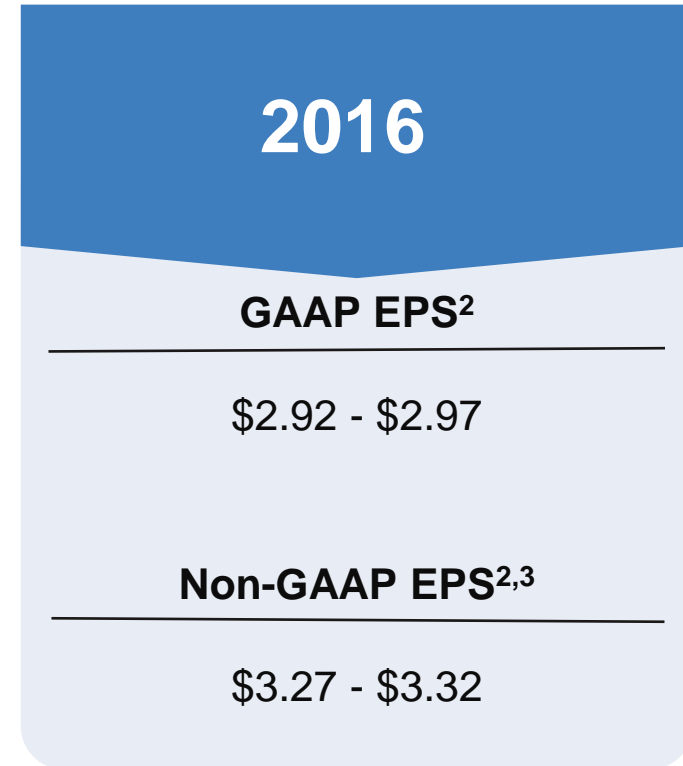 2016
GAAP EPS2
$2.92 - $2.97
Non-GAAP EPS2,3
$3.27 - $3.32